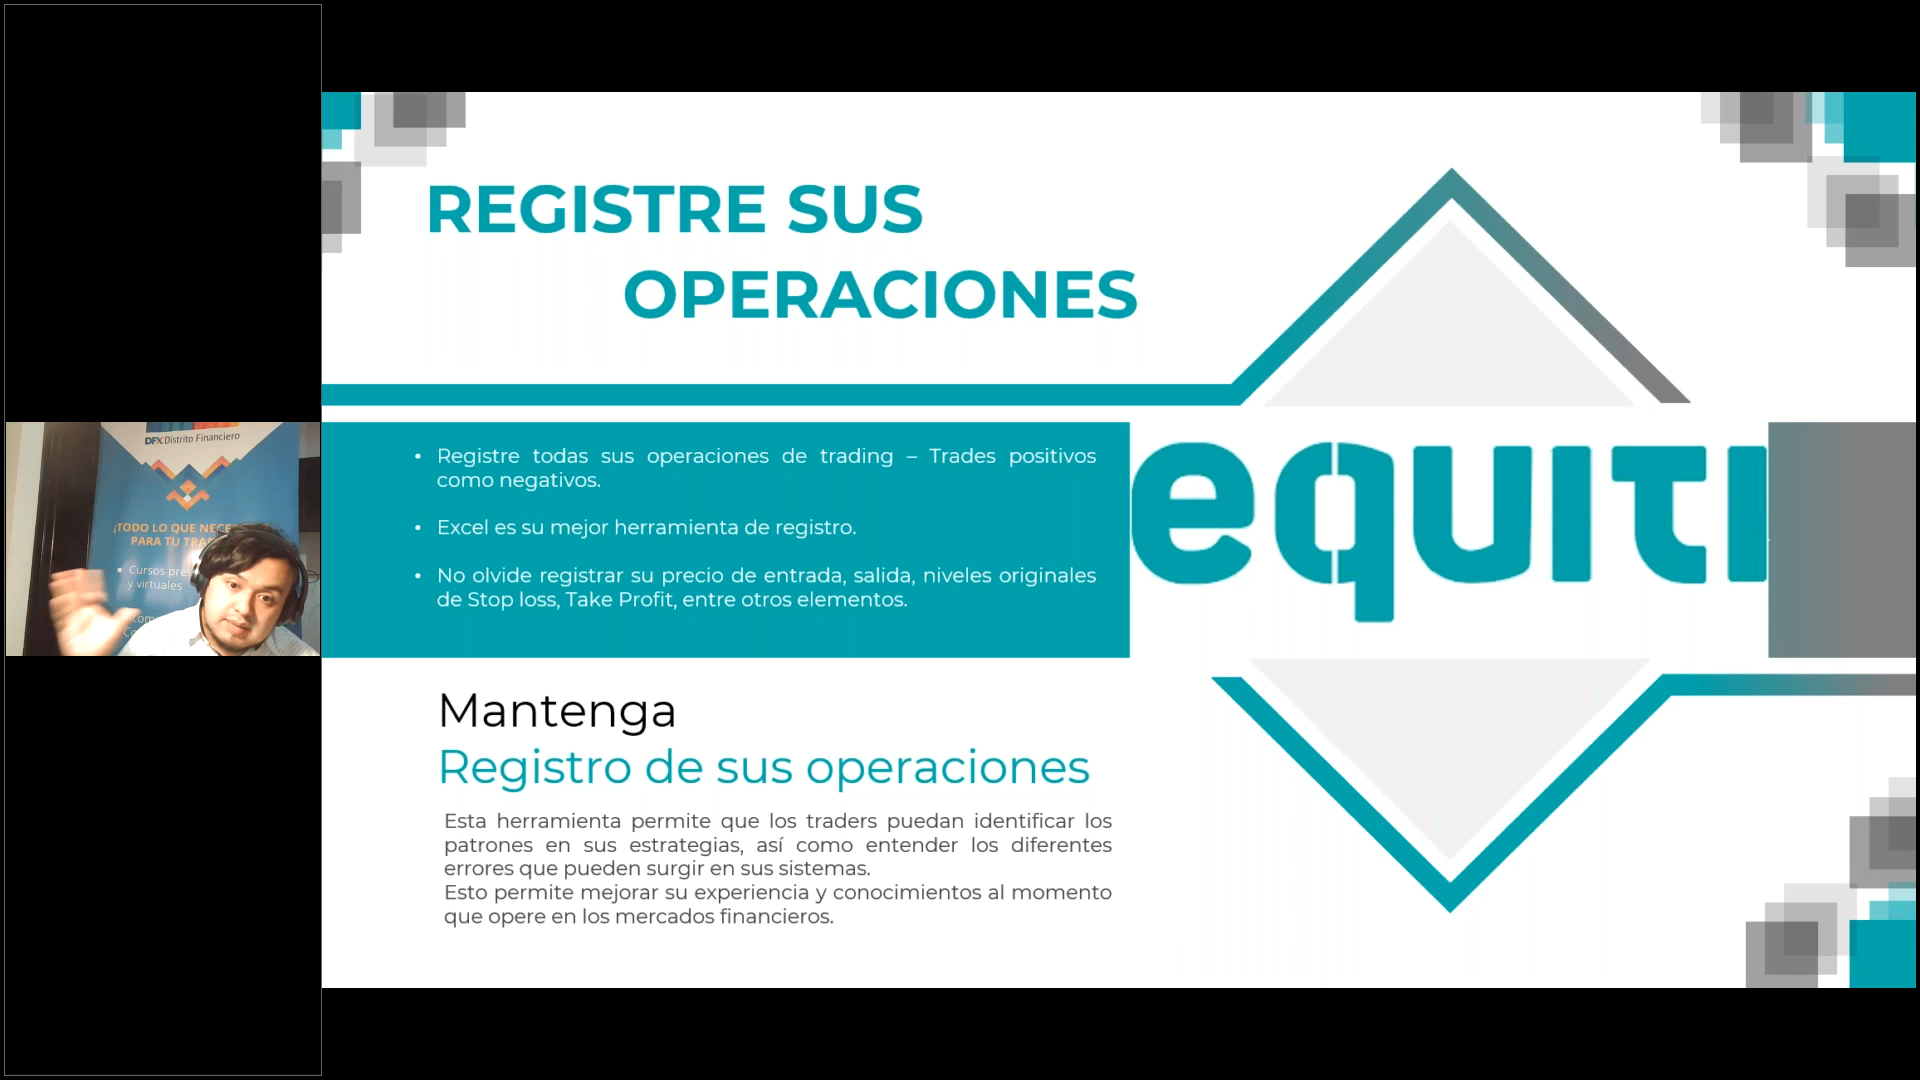 REGISTRE SUS
OPERACIONES
• Registre todas sus operaciones de trading – Trades positivos
como negativos.
• Excel es su mejor herramienta de registro.
• No olvide registrar su precio de entrada, salida, niveles originales
de Stop loss, Take Profit, entre otros elementos.
equiti
Mantenga
Registro de sus operaciones
Esta herramienta permite que los traders puedan identificar los
patrones en sus estrategias, así como entender los diferentes
errores que pueden surgir en sus sistemas.
Esto permite mejorar su experiencia y conocimientos al momento
que opere en los mercados financieros.
DFX Distrito Financiero
¡TODO LO QUE
PARA TU
• Cursos
y virtuales